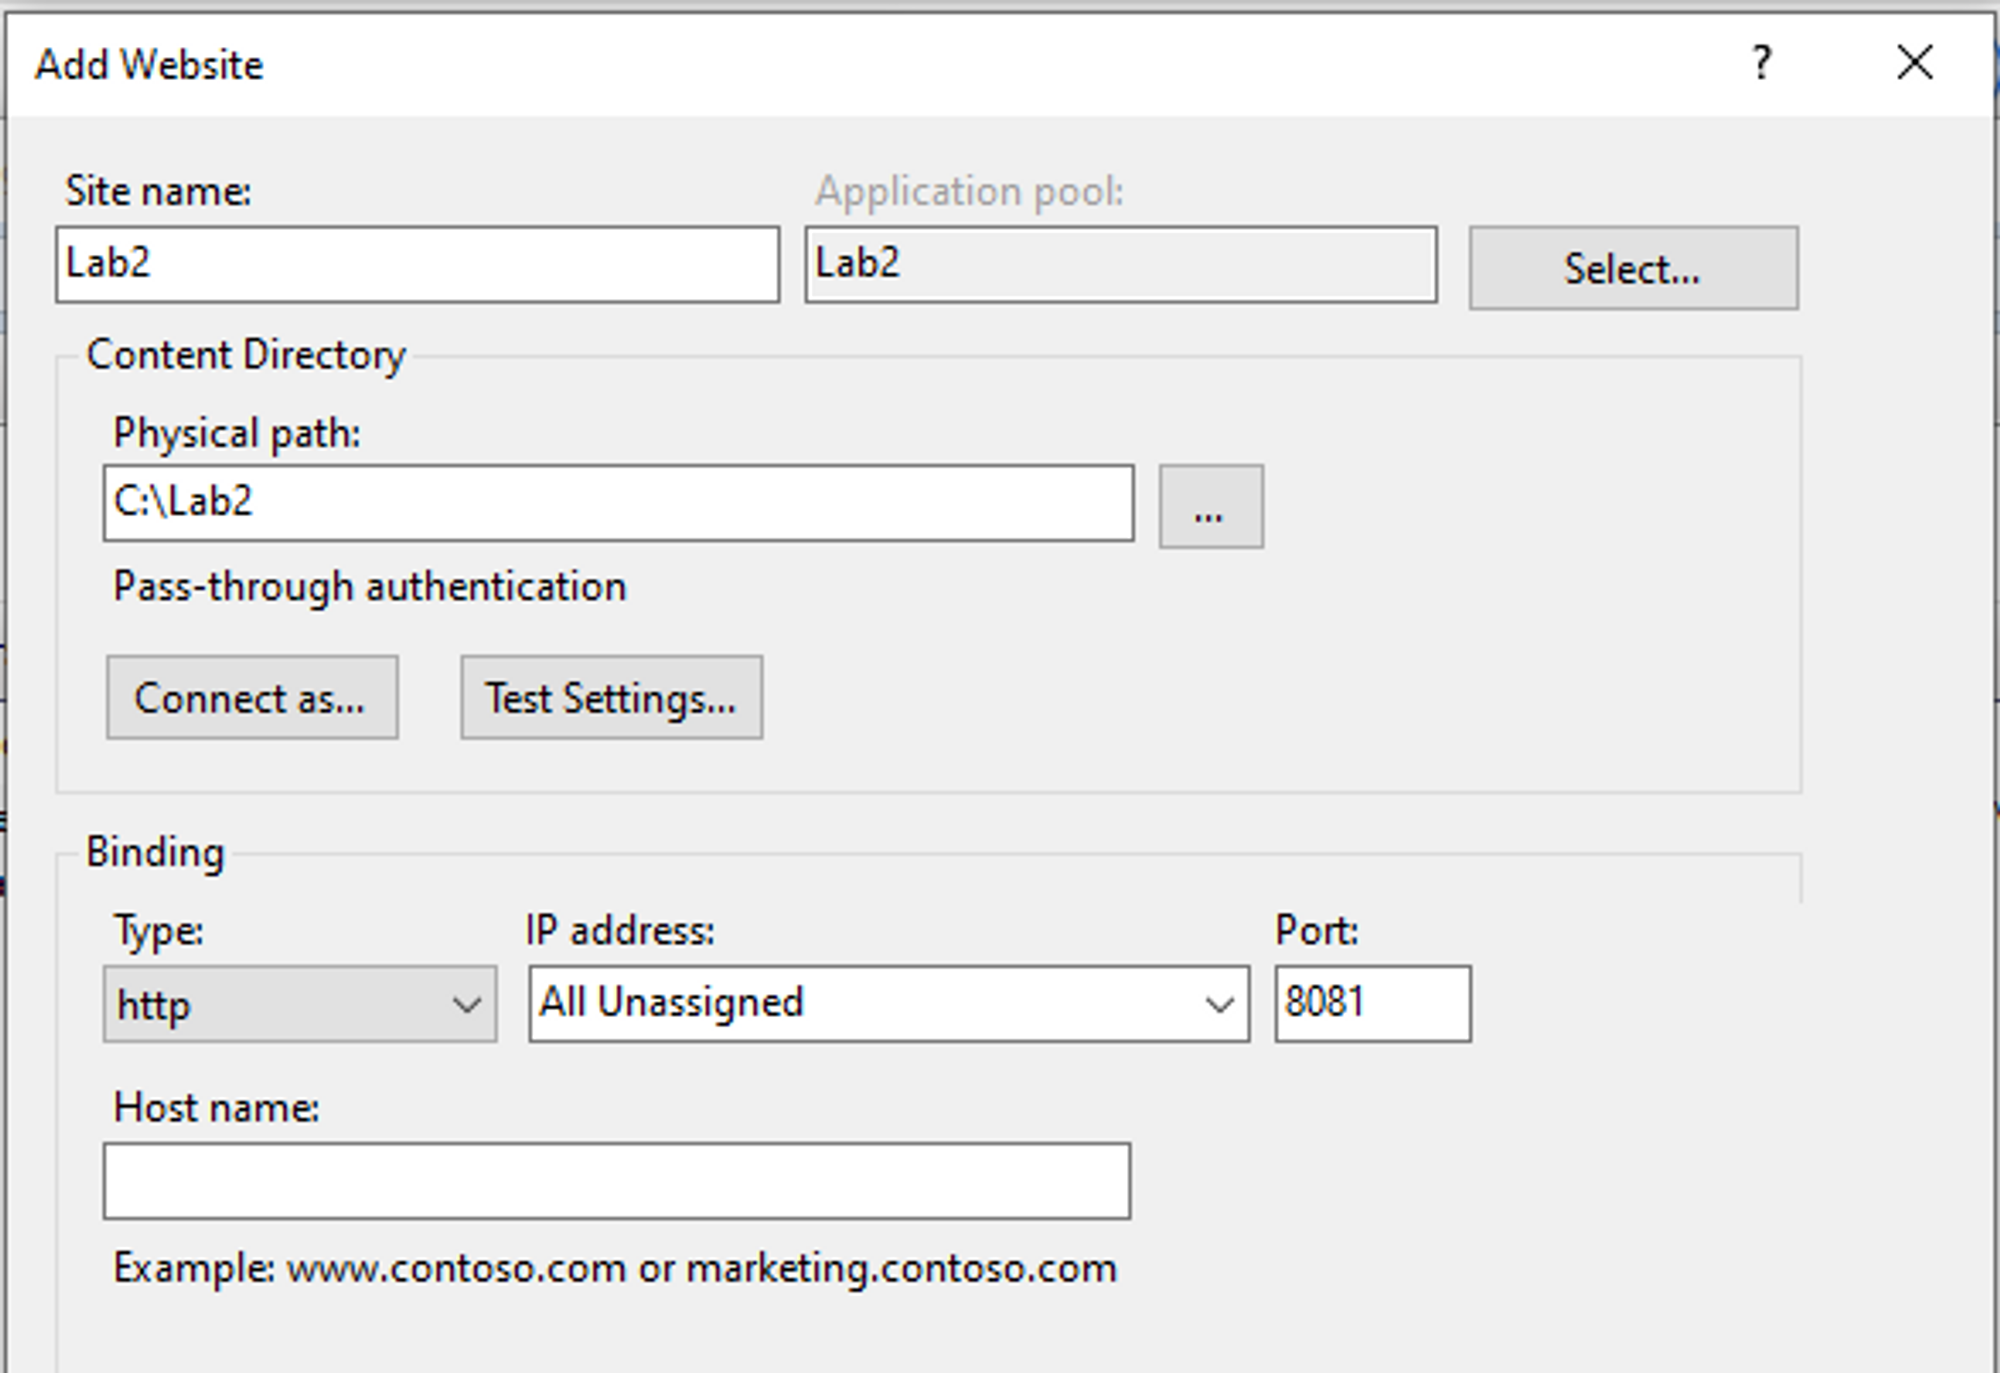 Add Website
?
Site name:
Application pool:
Lab2
Lab2
Select...
Content Directory
Physical path:
C:\Lab2
...
Pass-through authentication
Connect as...
Test Settings...
Binding
Type:
IP address:
Port:
http
All Unassigned
8081
Host name:
Example: www.contoso.com or marketing.contoso.com